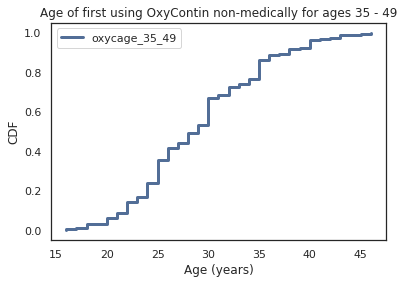 Age of first using OxyContin non-medically for ages 35 - 49
oxycage_35_49
1.0
0.8
0.6
0.4
0.2
0.0
CDF
15 20 25 30 35 40 45
Age (years)